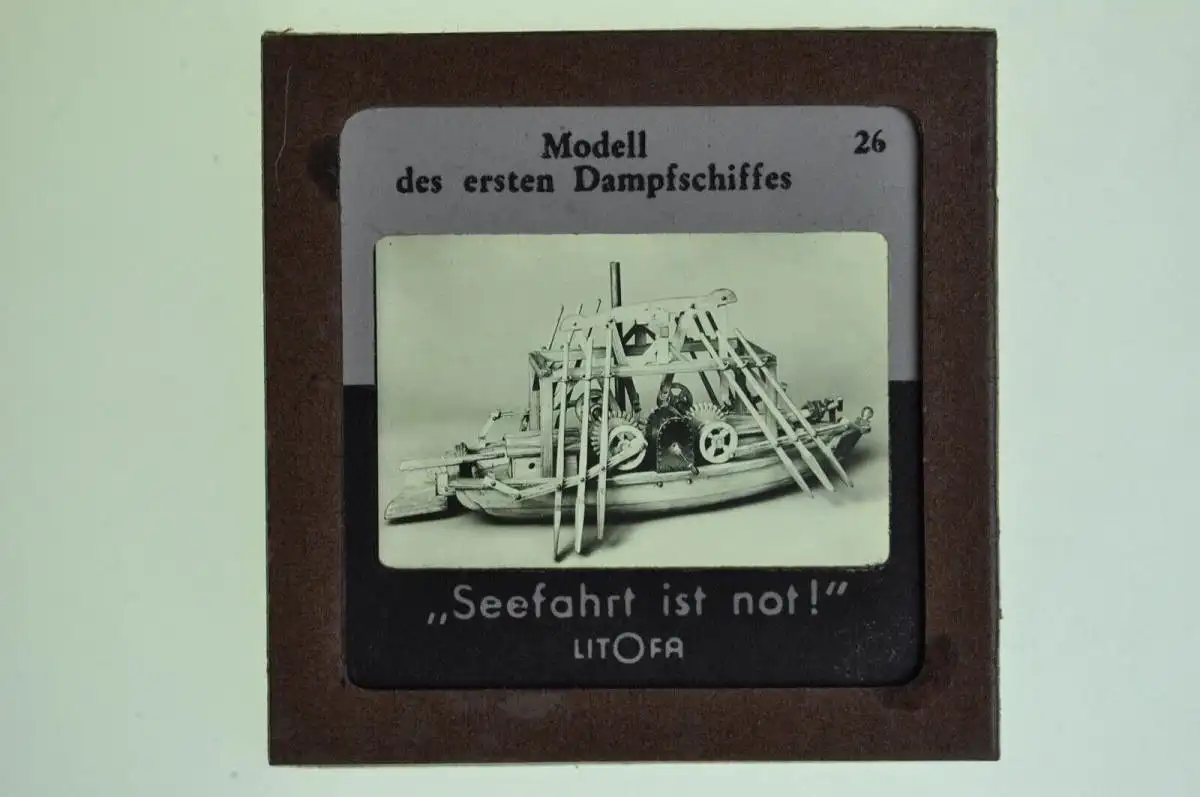 Modell 26
des ersten Dampfschiffes
„Seefahrt ist not!“
LITOFA